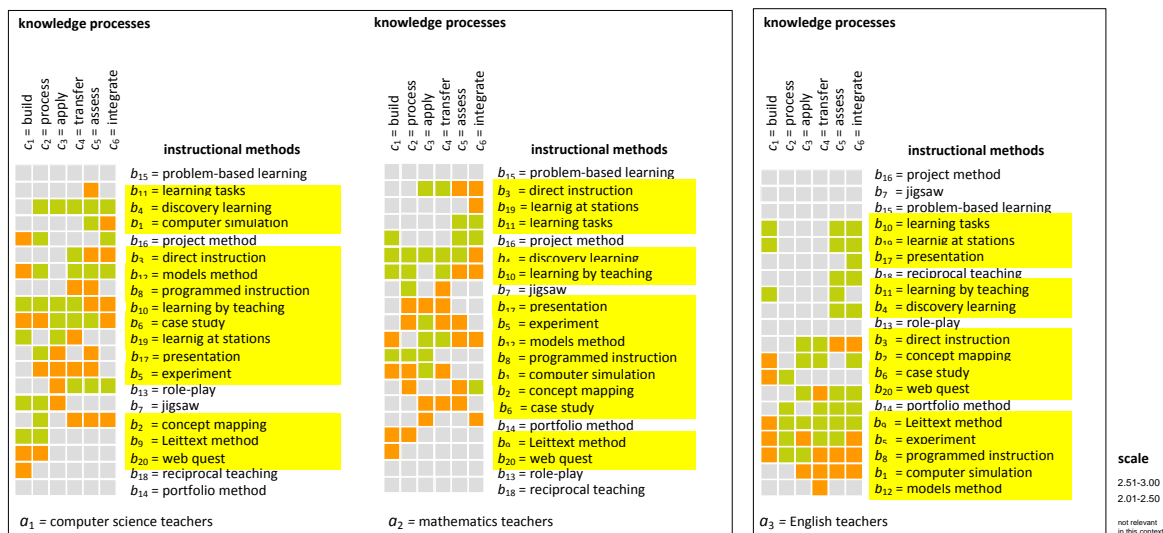 knowledge processes
c1 = build
c2 = process
c3 = apply
c4 = transfer
c5 = assess
c6 = integrate
instructional methods
b15 = problem-based learning
b11 = learning tasks
b4 = discovery learning
b1 = computer simulation
b16 = project method
b3 = direct instruction
b12 = models method
b8 = programmed instruction
b10 = learning by teaching
b6 = case study
b19 = learnig at stations
b17 = presentation
b5 = experiment
b13 = role-play
b7 = jigsaw
b2 = concept mapping
b9 = Leittext method
b20 = web quest
b18 = reciprocal teaching
b14 = portfolio method
a1 = computer science teachers
knowledge processes
c1 = build
c2 = process
c3 = apply
c4 = transfer
c5 = assess
c6 = integrate
instructional methods
b15 = problem-based learning
b3 = direct instruction
b19 = learnig at stations
b11 = learning tasks
b16 = project method
b4 = discovery learning
b10 = learning by teaching
b7 = jigsaw
b17 = presentation
b5 = experiment
b12 = models method
b8 = programmed instruction
b1 = computer simulation
b2 = concept mapping
b6 = case study
b14 = portfolio method
b9 = Leittext method
b20 = web quest
b13 = role-play
b18 = reciprocal teaching
a2 = mathematics teachers
knowledge processes
c1 = build
c2 = process
c3 = apply
c4 = transfer
c5 = assess
c6 = integrate
instructional methods
b16 = project method
b7 = jigsaw
b15 = problem-based learning
b10 = learning tasks
b19 = learnig at stations
b17 = presentation
b18 = reciprocal teaching
b11 = learning by teaching
b4 = discovery learning
b13 = role-play
b3 = direct instruction
b2 = concept mapping
b6 = case study
b20 = web quest
b14 = portfolio method
b9 = Leittext method
b5 = experiment
b8 = programmed instruction
b1 = computer simulation
b12 = models method
a3 = English teachers
scale
2.51-3.00
2.01-2.50
not relevant
in this context